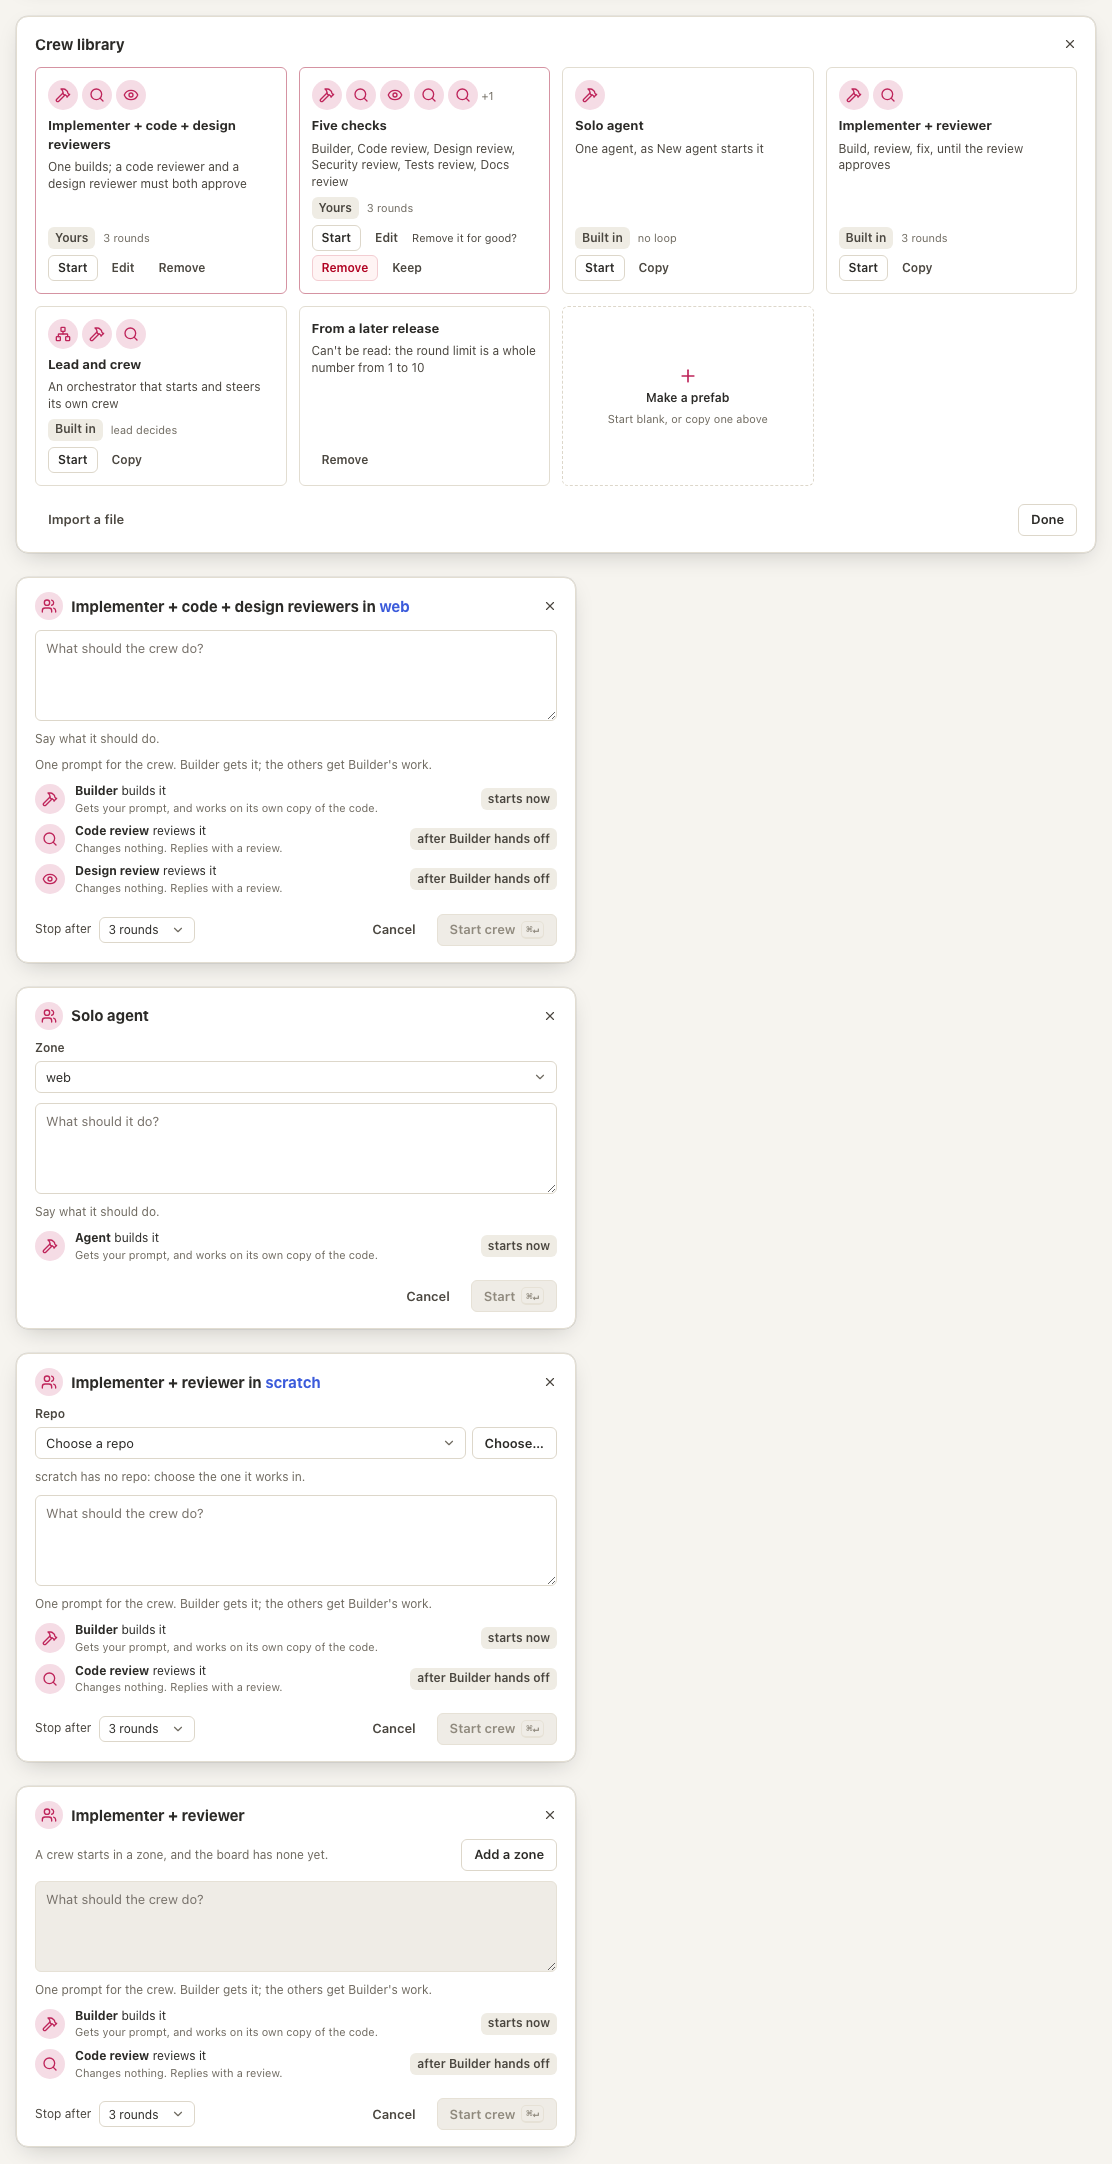 Crew library
Implementer + code + design
reviewers
One builds; a code reviewer and a
design reviewer must both approve
Yours 3 rounds
Start Edit Remove
+1
Five checks
Builder, Code review, Design review,
Security review, Tests review, Docs
review
Yours 3 rounds
Start Edit Remove it for good?
Remove Keep
Solo agent
One agent, as New agent starts it
Built in no loop
Start Copy
Implementer + reviewer
Build, review, fix, until the review
approves
Built in 3 rounds
Start Copy
Lead and crew
An orchestrator that starts and steers
its own crew
Built in lead decides
Start Copy
From a later release
Can't be read: the round limit is a whole
number from 1 to 10
Remove
Make a prefab
Start blank, or copy one above
Import a file
Done
Implementer + code + design reviewers in web
What should the crew do?
Say what it should do.
One prompt for the crew. Builder gets it; the others get Builder's work.
Builder builds it
Gets your prompt, and works on its own copy of the code.
starts now
Code review reviews it
Changes nothing. Replies with a review.
after Builder hands off
Design review reviews it
Changes nothing. Replies with a review.
after Builder hands off
Stop after 3 rounds Cancel Start crew ⌘↵
Solo agent
Zone
web
What should it do?
Say what it should do.
Agent builds it
Gets your prompt, and works on its own copy of the code.
starts now
Cancel Start ⌘↵
Implementer + reviewer in scratch
Repo
Choose a repo Choose...
scratch has no repo: choose the one it works in.
What should the crew do?
One prompt for the crew. Builder gets it; the others get Builder's work.
Builder builds it
Gets your prompt, and works on its own copy of the code.
starts now
Code review reviews it
Changes nothing. Replies with a review.
after Builder hands off
Stop after 3 rounds Cancel Start crew ⌘↵
Implementer + reviewer
A crew starts in a zone, and the board has none yet. Add a zone
What should the crew do?
One prompt for the crew. Builder gets it; the others get Builder's work.
Builder builds it
Gets your prompt, and works on its own copy of the code.
starts now
Code review reviews it
Changes nothing. Replies with a review.
after Builder hands off
Stop after 3 rounds Cancel Start crew ⌘↵